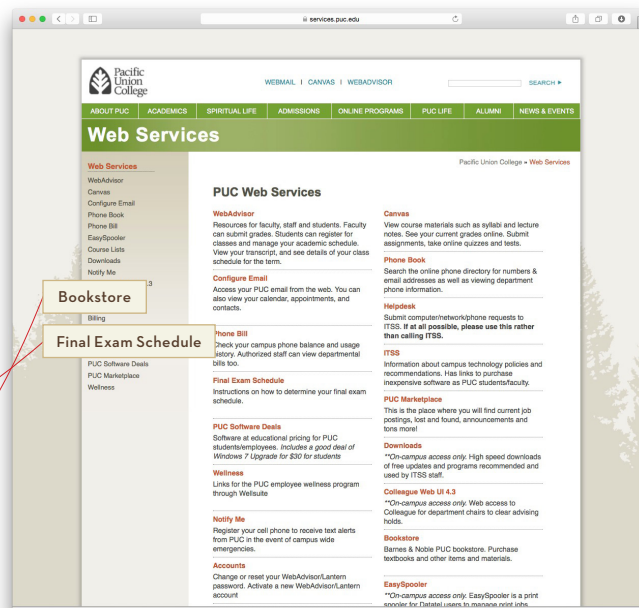 services.puc.edu
Pacific
Union
College
WEBMAIL I CANVAS I WEBADVISOR
SEARCH
ABOUT PUC ACADEMICS SPIRITUAL LIFE ADMISSIONS ONLINE PROGRAMS PUC LIFE ALUMNI NEWS & EVENTS
Web Services
Pacific Union College » Web Services
Web Services
WebAdvisor
Canvas
Configure Email
Phone Book
Phone Bill
EasySpooler
Course Lists
Downloads
Notify Me
.3
Bookstore
Billing
Final Exam Schedule
PUC Software Deals
PUC Marketplace
Wellness
PUC Web Services
WebAdvisor
Resources for faculty, staff and students. Faculty
can submit grades. Students can register for
classes and manage your academic schedule.
View your transcript, and see details of your class
schedule for the term.
Configure Email
Access your PUC email from the web. You can
also view your calendar, appointments, and
contacts.
Phone Bill
Check your campus phone balance and usage
history. Authorized staff can view departmental
bills too.
Final Exam Schedule
Instructions on how to determine your final exam
schedule.
PUC Software Deals
Software at educational pricing for PUC
students/employees. Includes a good deal of
Windows 7 Upgrade for $30 for students
Wellness
Links for the PUC employee wellness program
through Wellsuite
Notify Me
Register your cell phone to receive text alerts
from PUC in the event of campus wide
emergencies.
Accounts
Change or reset your WebAdvisor/Lantern
password. Activate a new WebAdvisor/Lantern
account
Canvas
View course materials such as syllabi and lecture
notes. See your current grades online. Submit
assignments, take online quizzes and tests.
Phone Book
Search the online phone directory for numbers &
email addresses as well as viewing department
phone information.
Helpdesk
Submit computer/network/phone requests to
ITSS. If at all possible, please use this rather
than calling ITSS.
ITSS
Information about campus technology policies and
recommendations. Has links to purchase
inexpensive software as PUC students/faculty.
PUC Marketplace
This is the place where you will find current job
postings, lost and found, announcements and
tons more!
Downloads
**On-campus access only. High speed downloads
of free updates and programs recommended and
used by ITSS staff.
Colleague Web UI 4.3
**On-campus access only. Web access to
Colleague for department chairs to clear advising
holds.
Bookstore
Barnes & Noble PUC bookstore. Purchase
textbooks and other items and materials.
EasySpooler
**On-campus access only. EasySpooler is a print
spooler for Datatel users to manage print jobs